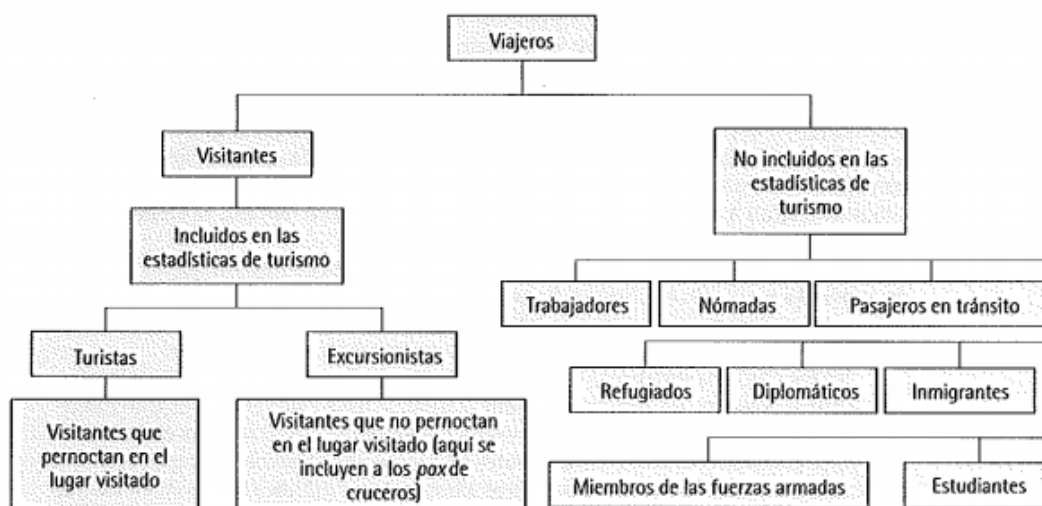 Viajeros
Visitantes
No incluidos en las
estadísticas de
turismo
Incluidos en las
estadísticas de turismo
Trabajadores
Nómadas
Pasajeros en tránsito
Turistas
Excursionistas
Refugiados
Diplomáticos
Inmigrantes
Visitantes que
pernoctan en el
lugar visitado
Visitantes que no pernoctan
en el lugar visitado (aquí se
incluyen a los pax de
cruceros)
Miembros de las fuerzas armadas
Estudiantes